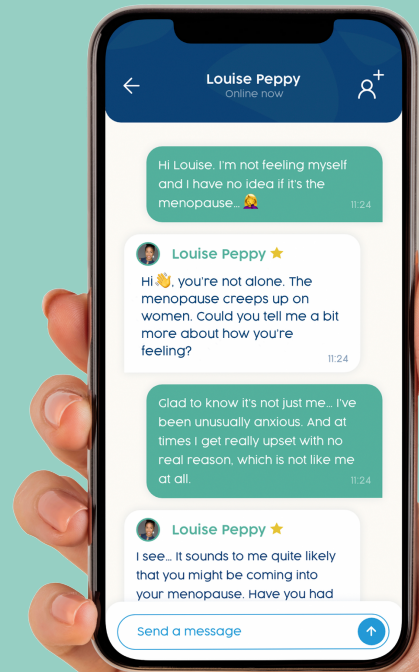 Louise Peppy
Online now
Hi Louise. I'm not feeling myself
and I have no idea if it's the
menopause... 🤦‍♀️
11:24
Louise Peppy ⭐
Hi👋, you're not alone. The
menopause creeps up on
women. Could you tell me a bit
more about how you're
feeling?
11:24
Glad to know it's not just me... I've
been unusually anxious. And at
times I get really upset with no
real reason, which is not like me
at all.
11:24
Louise Peppy ⭐
I see... It sounds to me quite likely
that you might be coming into
your menopause. Have you had
Send a message